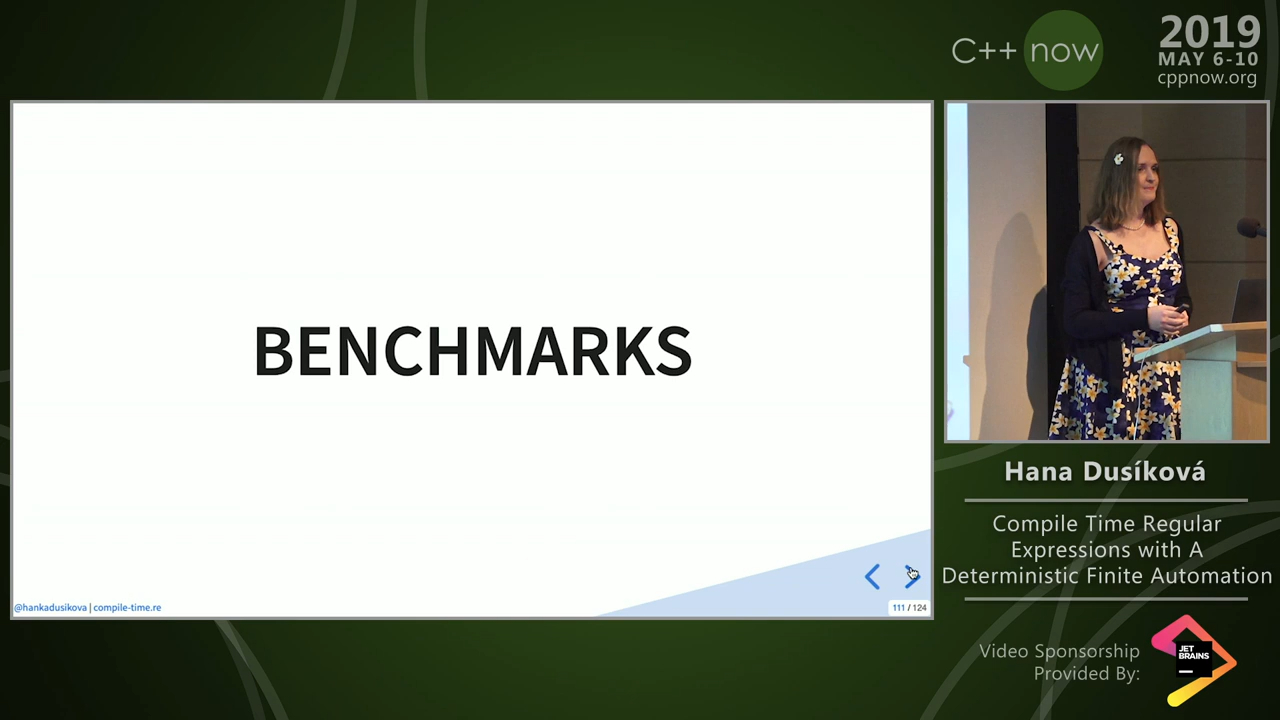 C++ now
2019
MAY 6-10
cppnow.org
BENCHMARKS
@hankadusikova | compile-time.re
111 / 124
Hana Dusíková
Compile Time Regular
Expressions with A
Deterministic Finite Automation
Video Sponsorship
Provided By:
JET
BRAINS